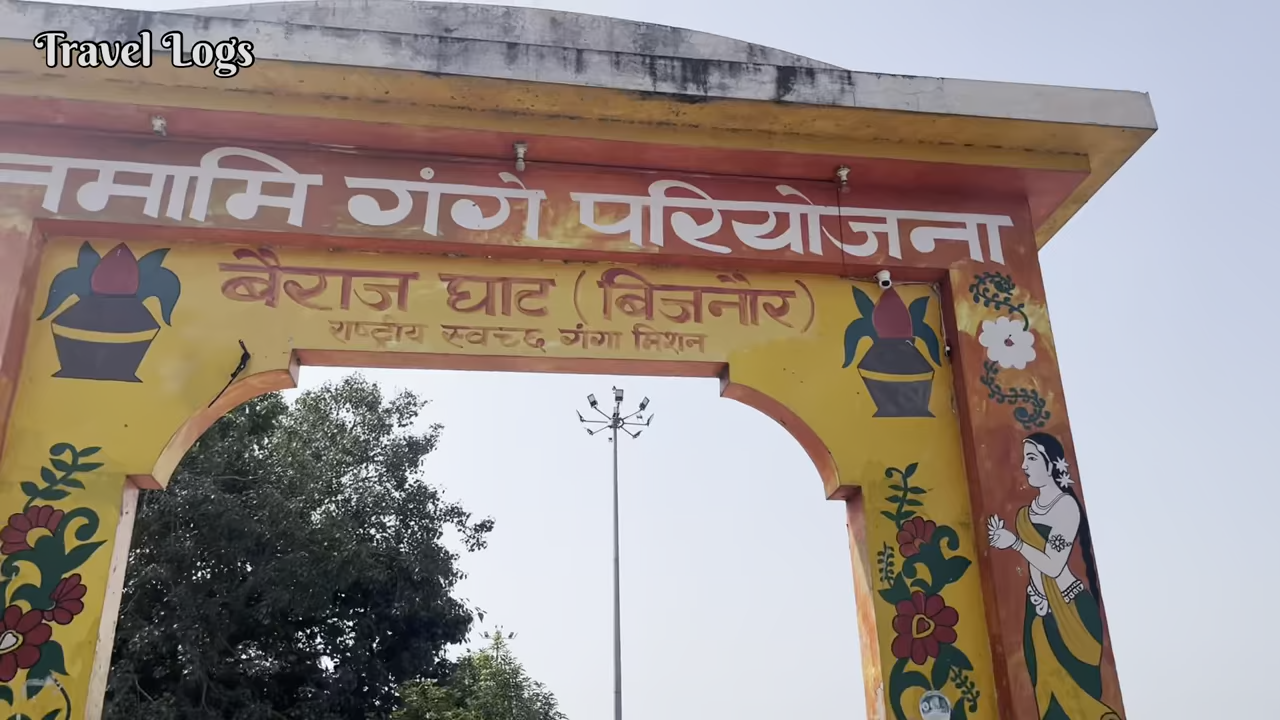 Travel Logs
नमामि गंगे परियोजना
बैराज घाट (बिजनौर)
राष्ट्रीय स्वच्छ गंगा मिशन